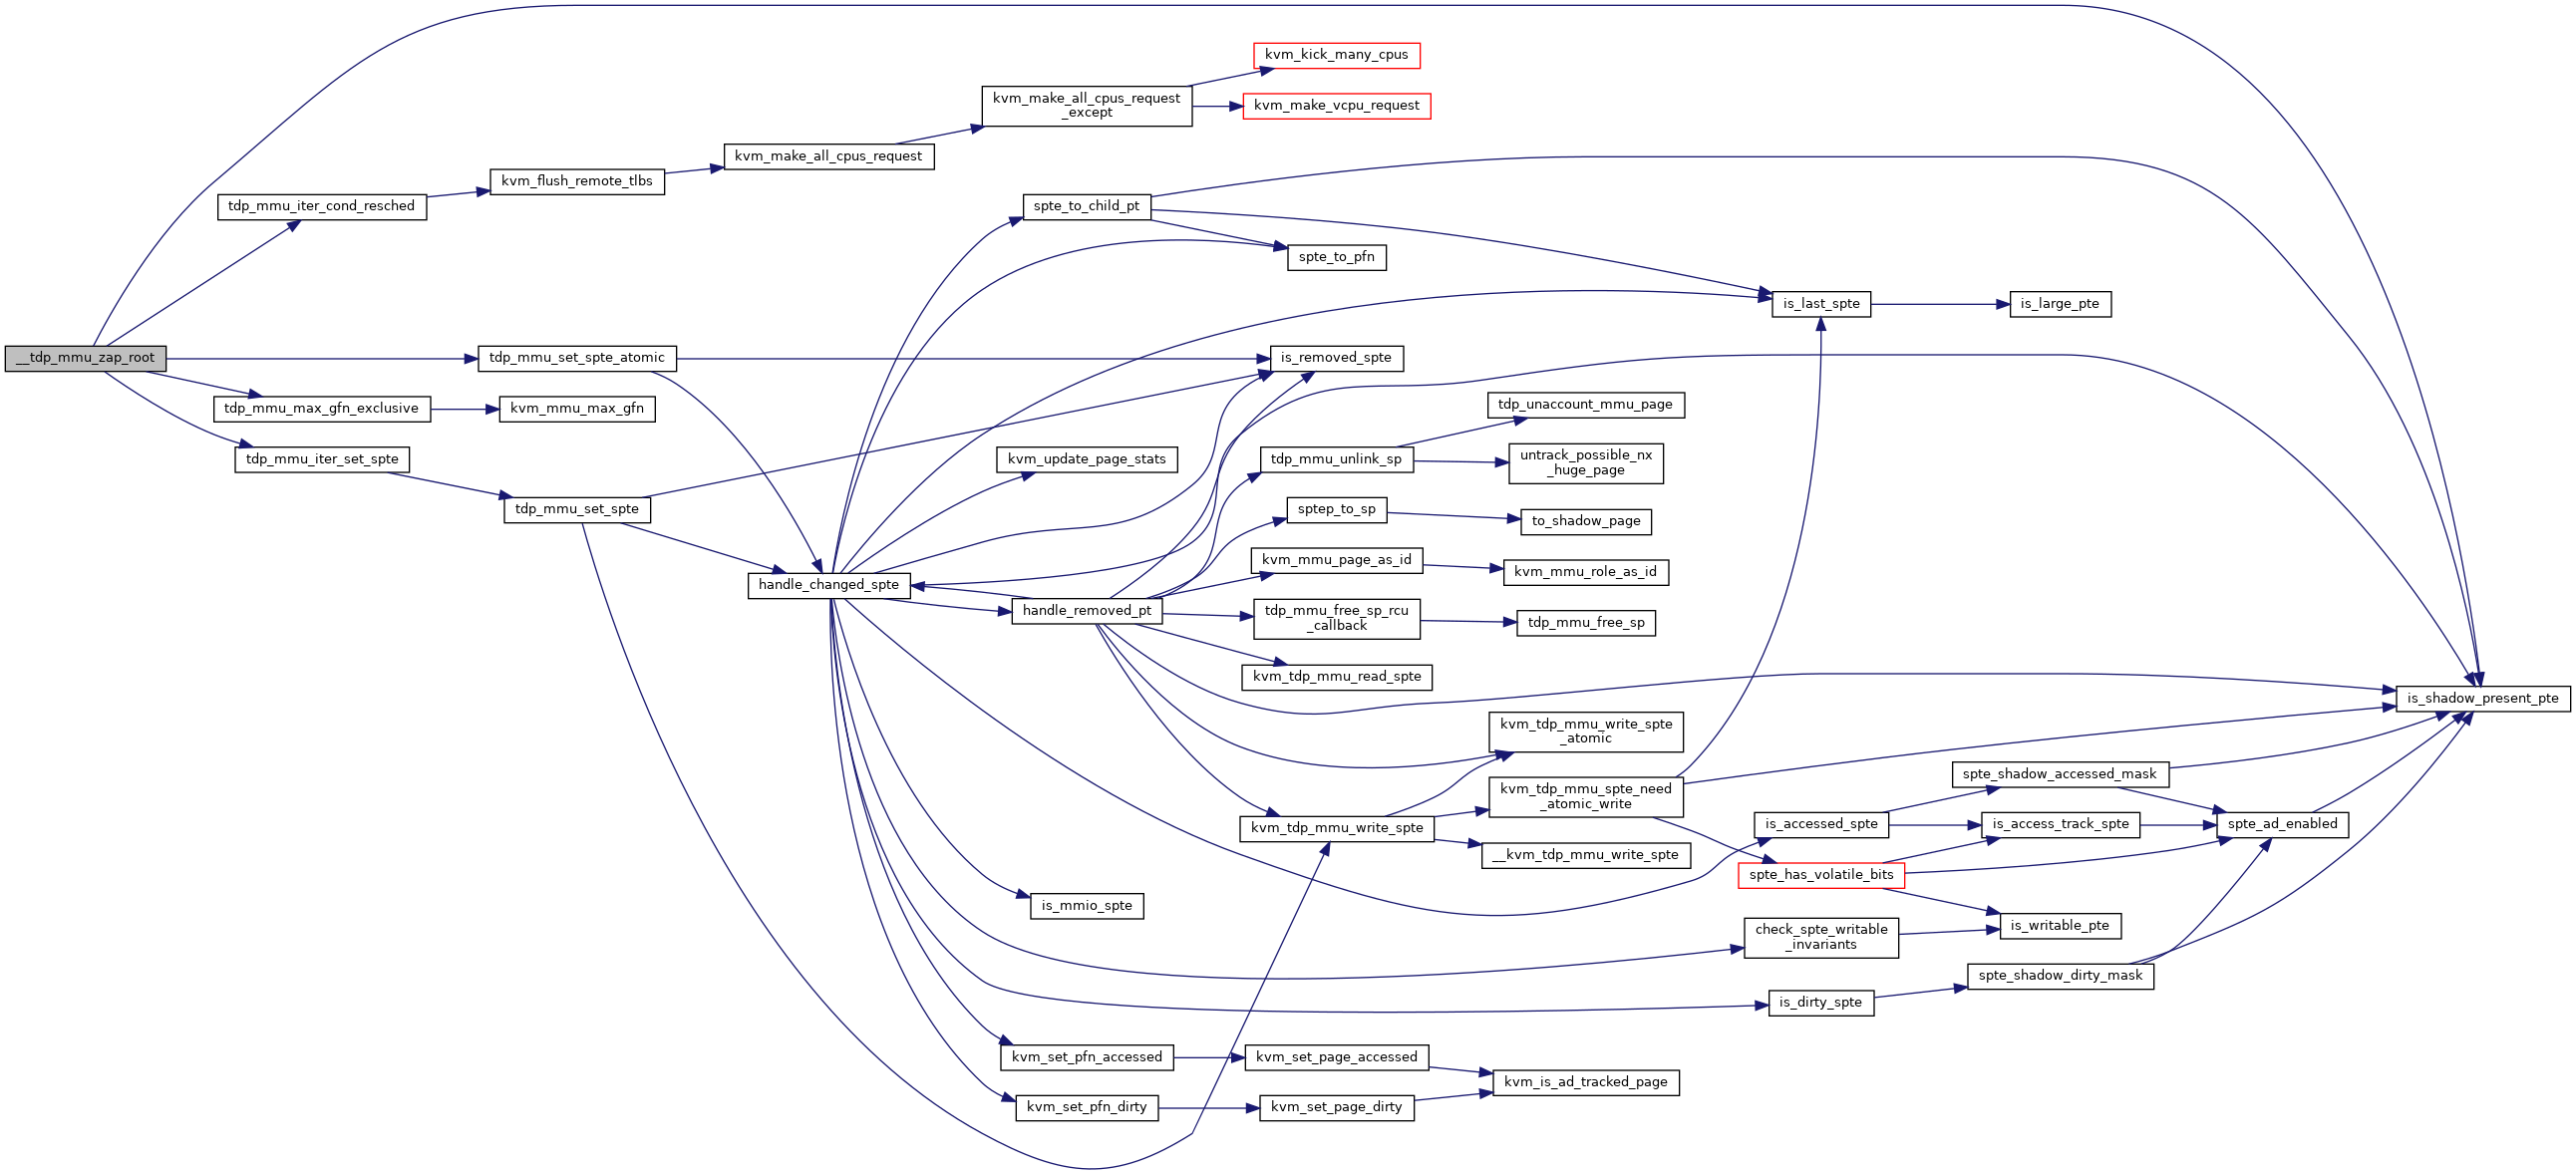 kvm_kick_many_cpus
kvm_make_all_cpus_request
_except
kvm_make_vcpu_request
kvm_make_all_cpus_request
kvm_flush_remote_tlbs
tdp_mmu_iter_cond_resched
spte_to_child_pt
spte_to_pfn
is_last_spte
is_large_pte
__tdp_mmu_zap_root
tdp_mmu_set_spte_atomic
is_removed_spte
tdp_mmu_max_gfn_exclusive
kvm_mmu_max_gfn
tdp_unaccount_mmu_page
tdp_mmu_iter_set_spte
kvm_update_page_stats
tdp_mmu_unlink_sp
untrack_possible_nx
_huge_page
tdp_mmu_set_spte
sptep_to_sp
to_shadow_page
kvm_mmu_page_as_id
kvm_mmu_role_as_id
handle_changed_spte
handle_removed_pt
tdp_mmu_free_sp_rcu
_callback
tdp_mmu_free_sp
kvm_tdp_mmu_read_spte
is_shadow_present_pte
kvm_tdp_mmu_write_spte
_atomic
kvm_tdp_mmu_spte_need
_atomic_write
spte_shadow_accessed_mask
kvm_tdp_mmu_write_spte
is_accessed_spte
is_access_track_spte
spte_ad_enabled
__kvm_tdp_mmu_write_spte
spte_has_volatile_bits
is_mmio_spte
check_spte_writable
_invariants
is_writable_pte
spte_shadow_dirty_mask
is_dirty_spte
kvm_set_pfn_accessed
kvm_set_page_accessed
kvm_is_ad_tracked_page
kvm_set_pfn_dirty
kvm_set_page_dirty